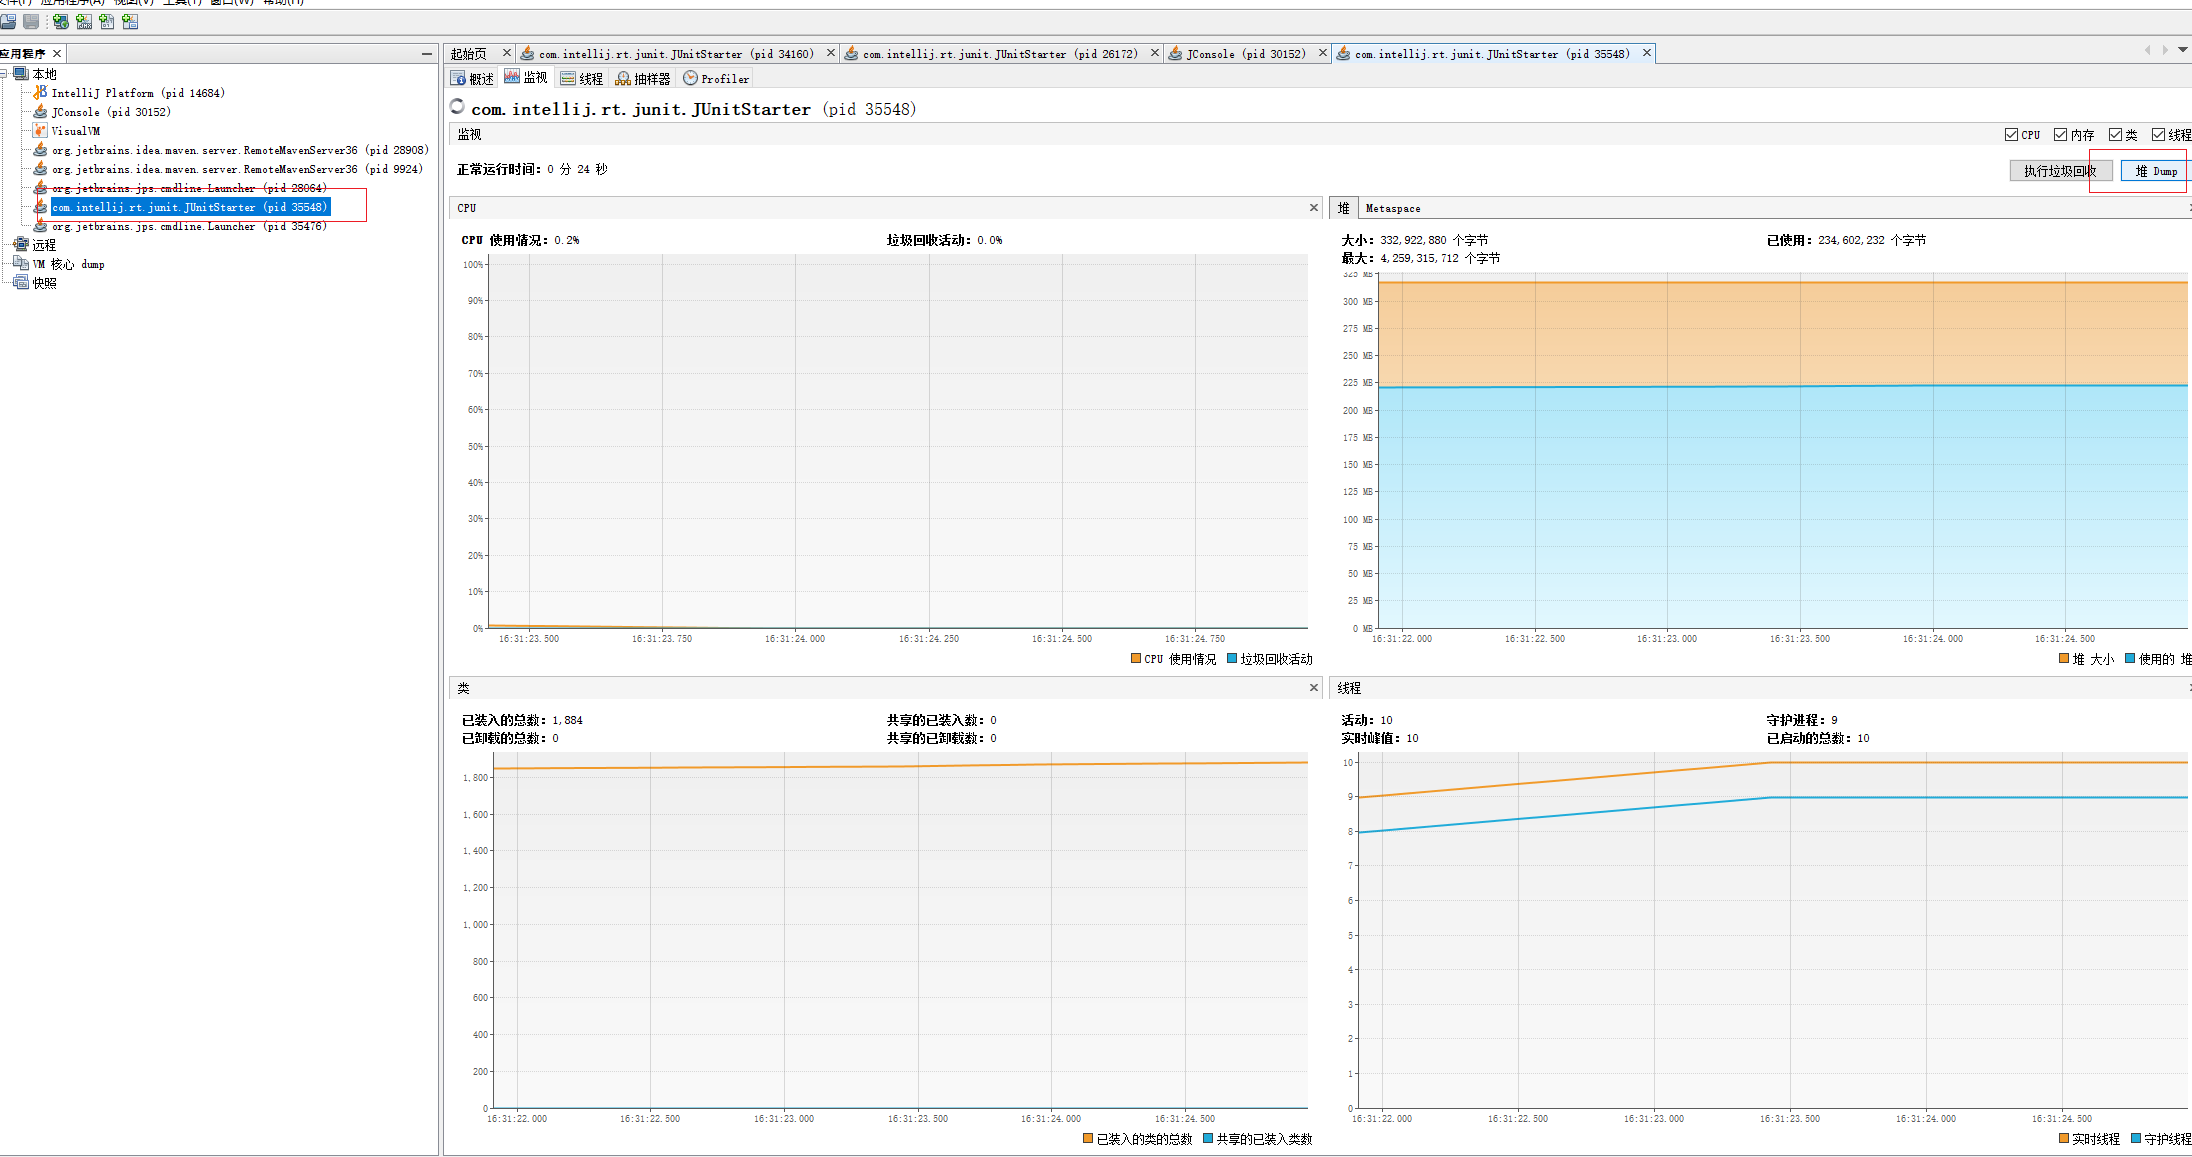 文件(F) 应用程序(A) 视图(V) 工具(T) 窗口(W) 帮助(H)
应用程序
本地
IntelliJ Platform (pid 14684)
JConsole (pid 30152)
VisualVM
org.jetbrains.idea.maven.server.RemoteMavenServer36 (pid 28908)
org.jetbrains.idea.maven.server.RemoteMavenServer36 (pid 9924)
org.jetbrains.jps.cmdline.Launcher (pid 28064)
com.intellij.rt.junit.JUnitStarter (pid 35548)
org.jetbrains.jps.cmdline.Launcher (pid 35476)
远程
VM 核心 dump
快照
起始页 com.intellij.rt.junit.JUnitStarter (pid 34160) com.intellij.rt.junit.JUnitStarter (pid 26172) JConsole (pid 30152) com.intellij.rt.junit.JUnitStarter (pid 35548)
概述 监视 线程 抽样器 Profiler
com.intellij.rt.junit.JUnitStarter (pid 35548)
监视 CPU 内存 类 线程
正常运行时间: 0 分 24 秒 执行垃圾回收 堆 Dump
CPU
CPU 使用情况: 0.2% 垃圾回收活动: 0.0%
100%
90%
80%
70%
60%
50%
40%
30%
20%
10%
0%
16:31:23.500 16:31:23.750 16:31:24.000 16:31:24.250 16:31:24.500 16:31:24.750
CPU 使用情况 垃圾回收活动
堆 Metaspace
大小: 332,922,880 个字节 已使用: 234,602,232 个字节
最大: 4,259,315,712 个字节
325 MB
300 MB
275 MB
250 MB
225 MB
200 MB
175 MB
150 MB
125 MB
100 MB
75 MB
50 MB
25 MB
0 MB
16:31:22.000 16:31:22.500 16:31:23.000 16:31:23.500 16:31:24.000 16:31:24.500
堆 大小 使用的 堆
类
已装入的总数: 1,884 共享的已装入数: 0
已卸载的总数: 0 共享的已卸载数: 0
1,800
1,600
1,400
1,200
1,000
800
600
400
200
0
16:31:22.000 16:31:22.500 16:31:23.000 16:31:23.500 16:31:24.000 16:31:24.500
已装入的类的总数 共享的已装入类数
线程
活动: 10 守护进程: 9
实时峰值: 10 已启动的总数: 10
10
9
8
7
6
5
4
3
2
1
0
16:31:22.000 16:31:22.500 16:31:23.000 16:31:23.500 16:31:24.000 16:31:24.500
实时线程 守护线程